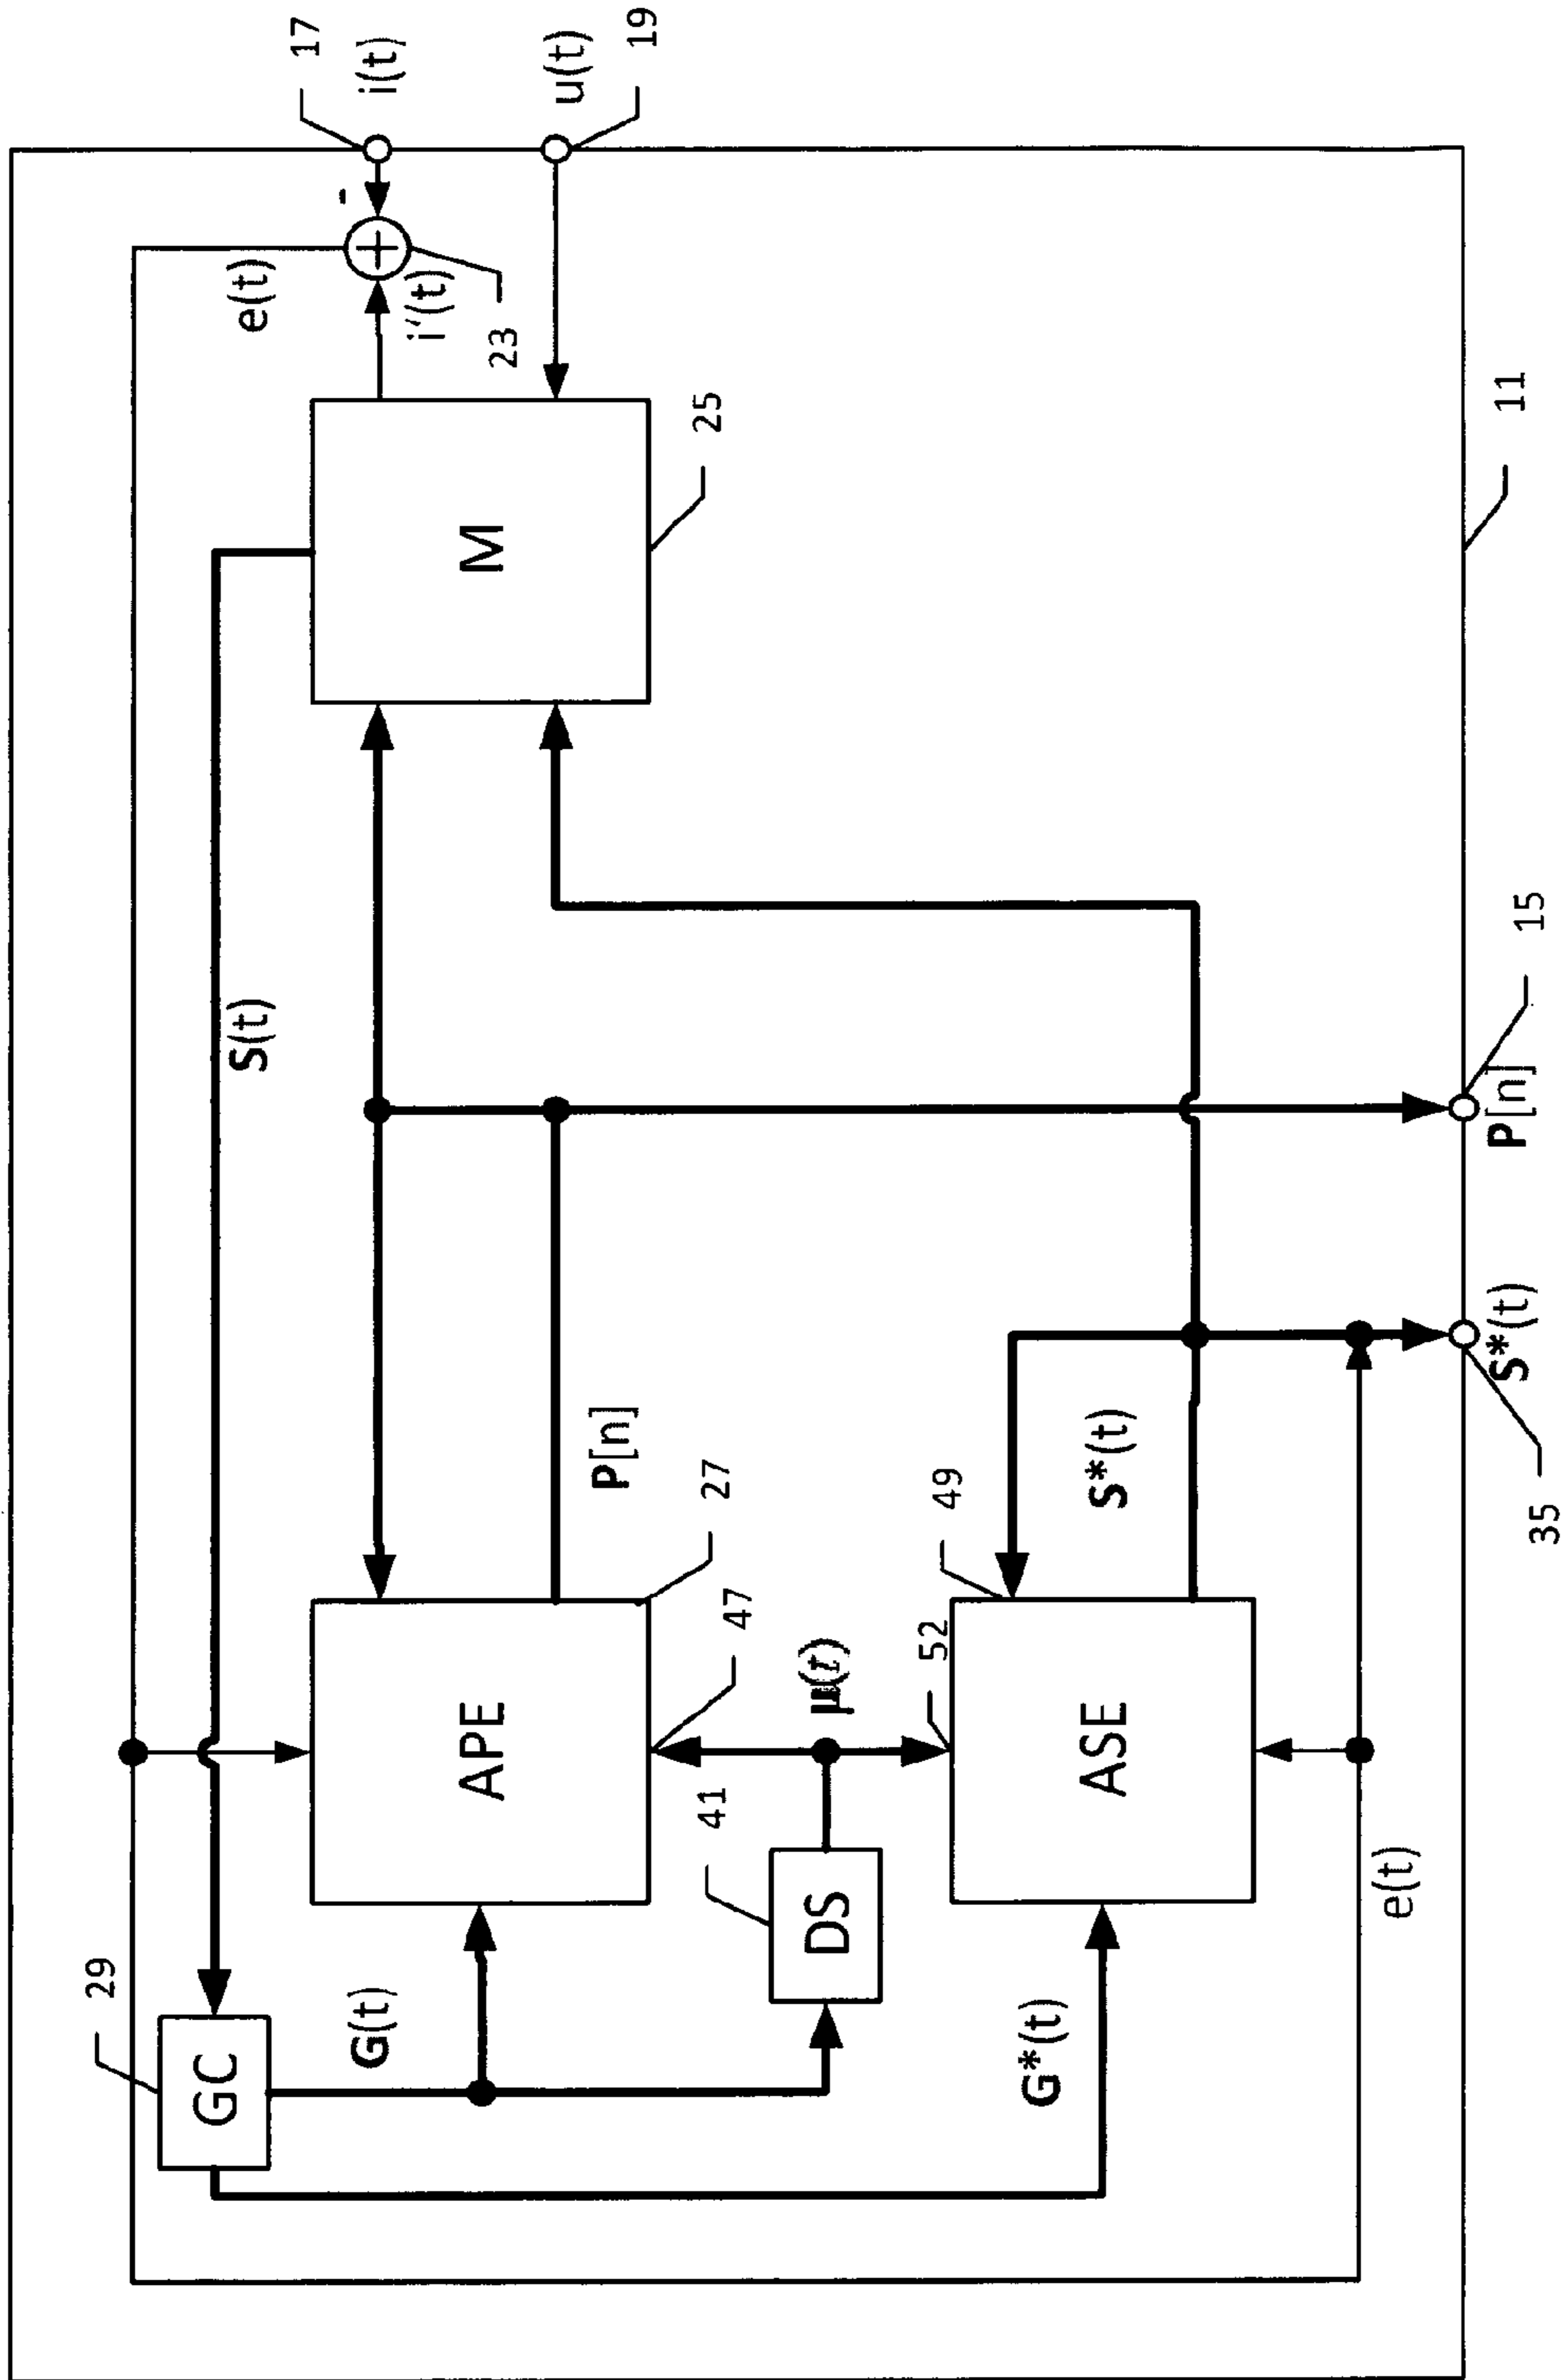 29
GC
G(t)
S(t)
e(t)
-
17
i(t)
i'(t)
u(t)
19
23
APE
27
47
P[n]
M
25
41
DS
μ(t)
52
49
G*(t)
ASE
S*(t)
e(t)
11
S*(t)
35
P[n]
15